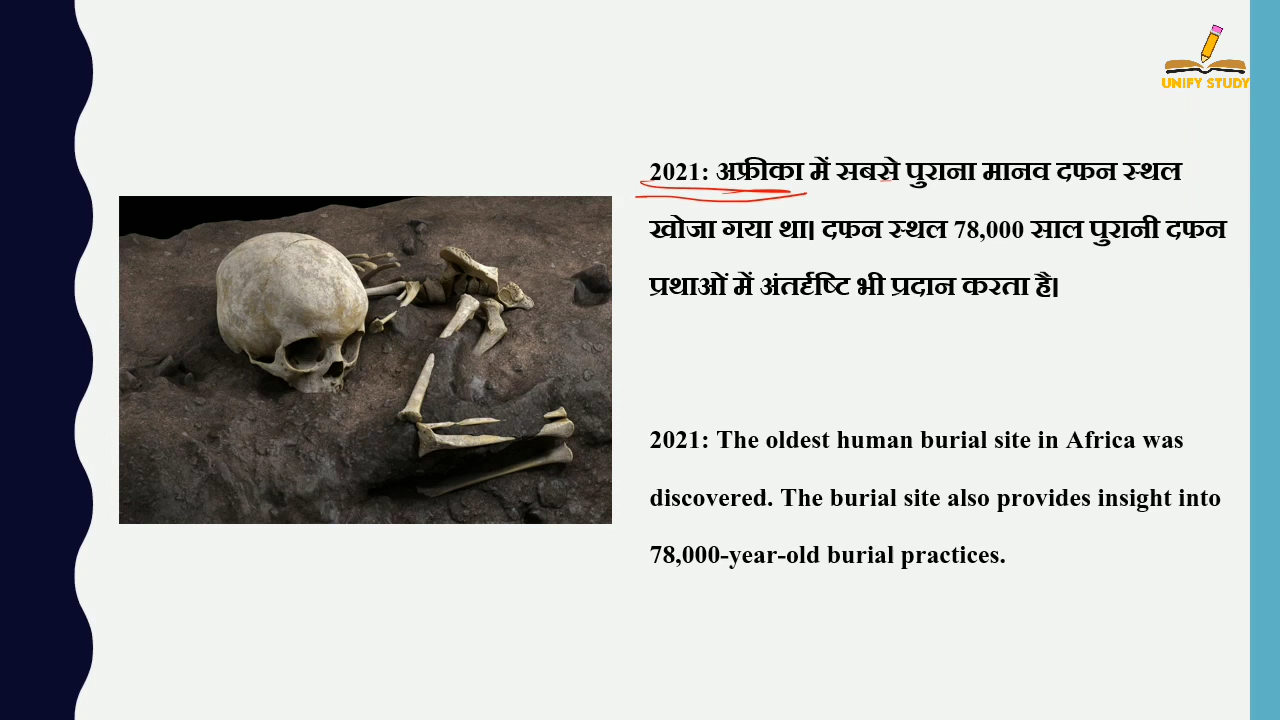 UNIFY STUDY
2021: अफ्रीका में सबसे पुराना मानव दफन स्थल
खोजा गया था। दफन स्थल 78,000 साल पुरानी दफन
प्रथाओं में अंतर्दृष्टि भी प्रदान करता है।
2021: The oldest human burial site in Africa was
discovered. The burial site also provides insight into
78,000-year-old burial practices.